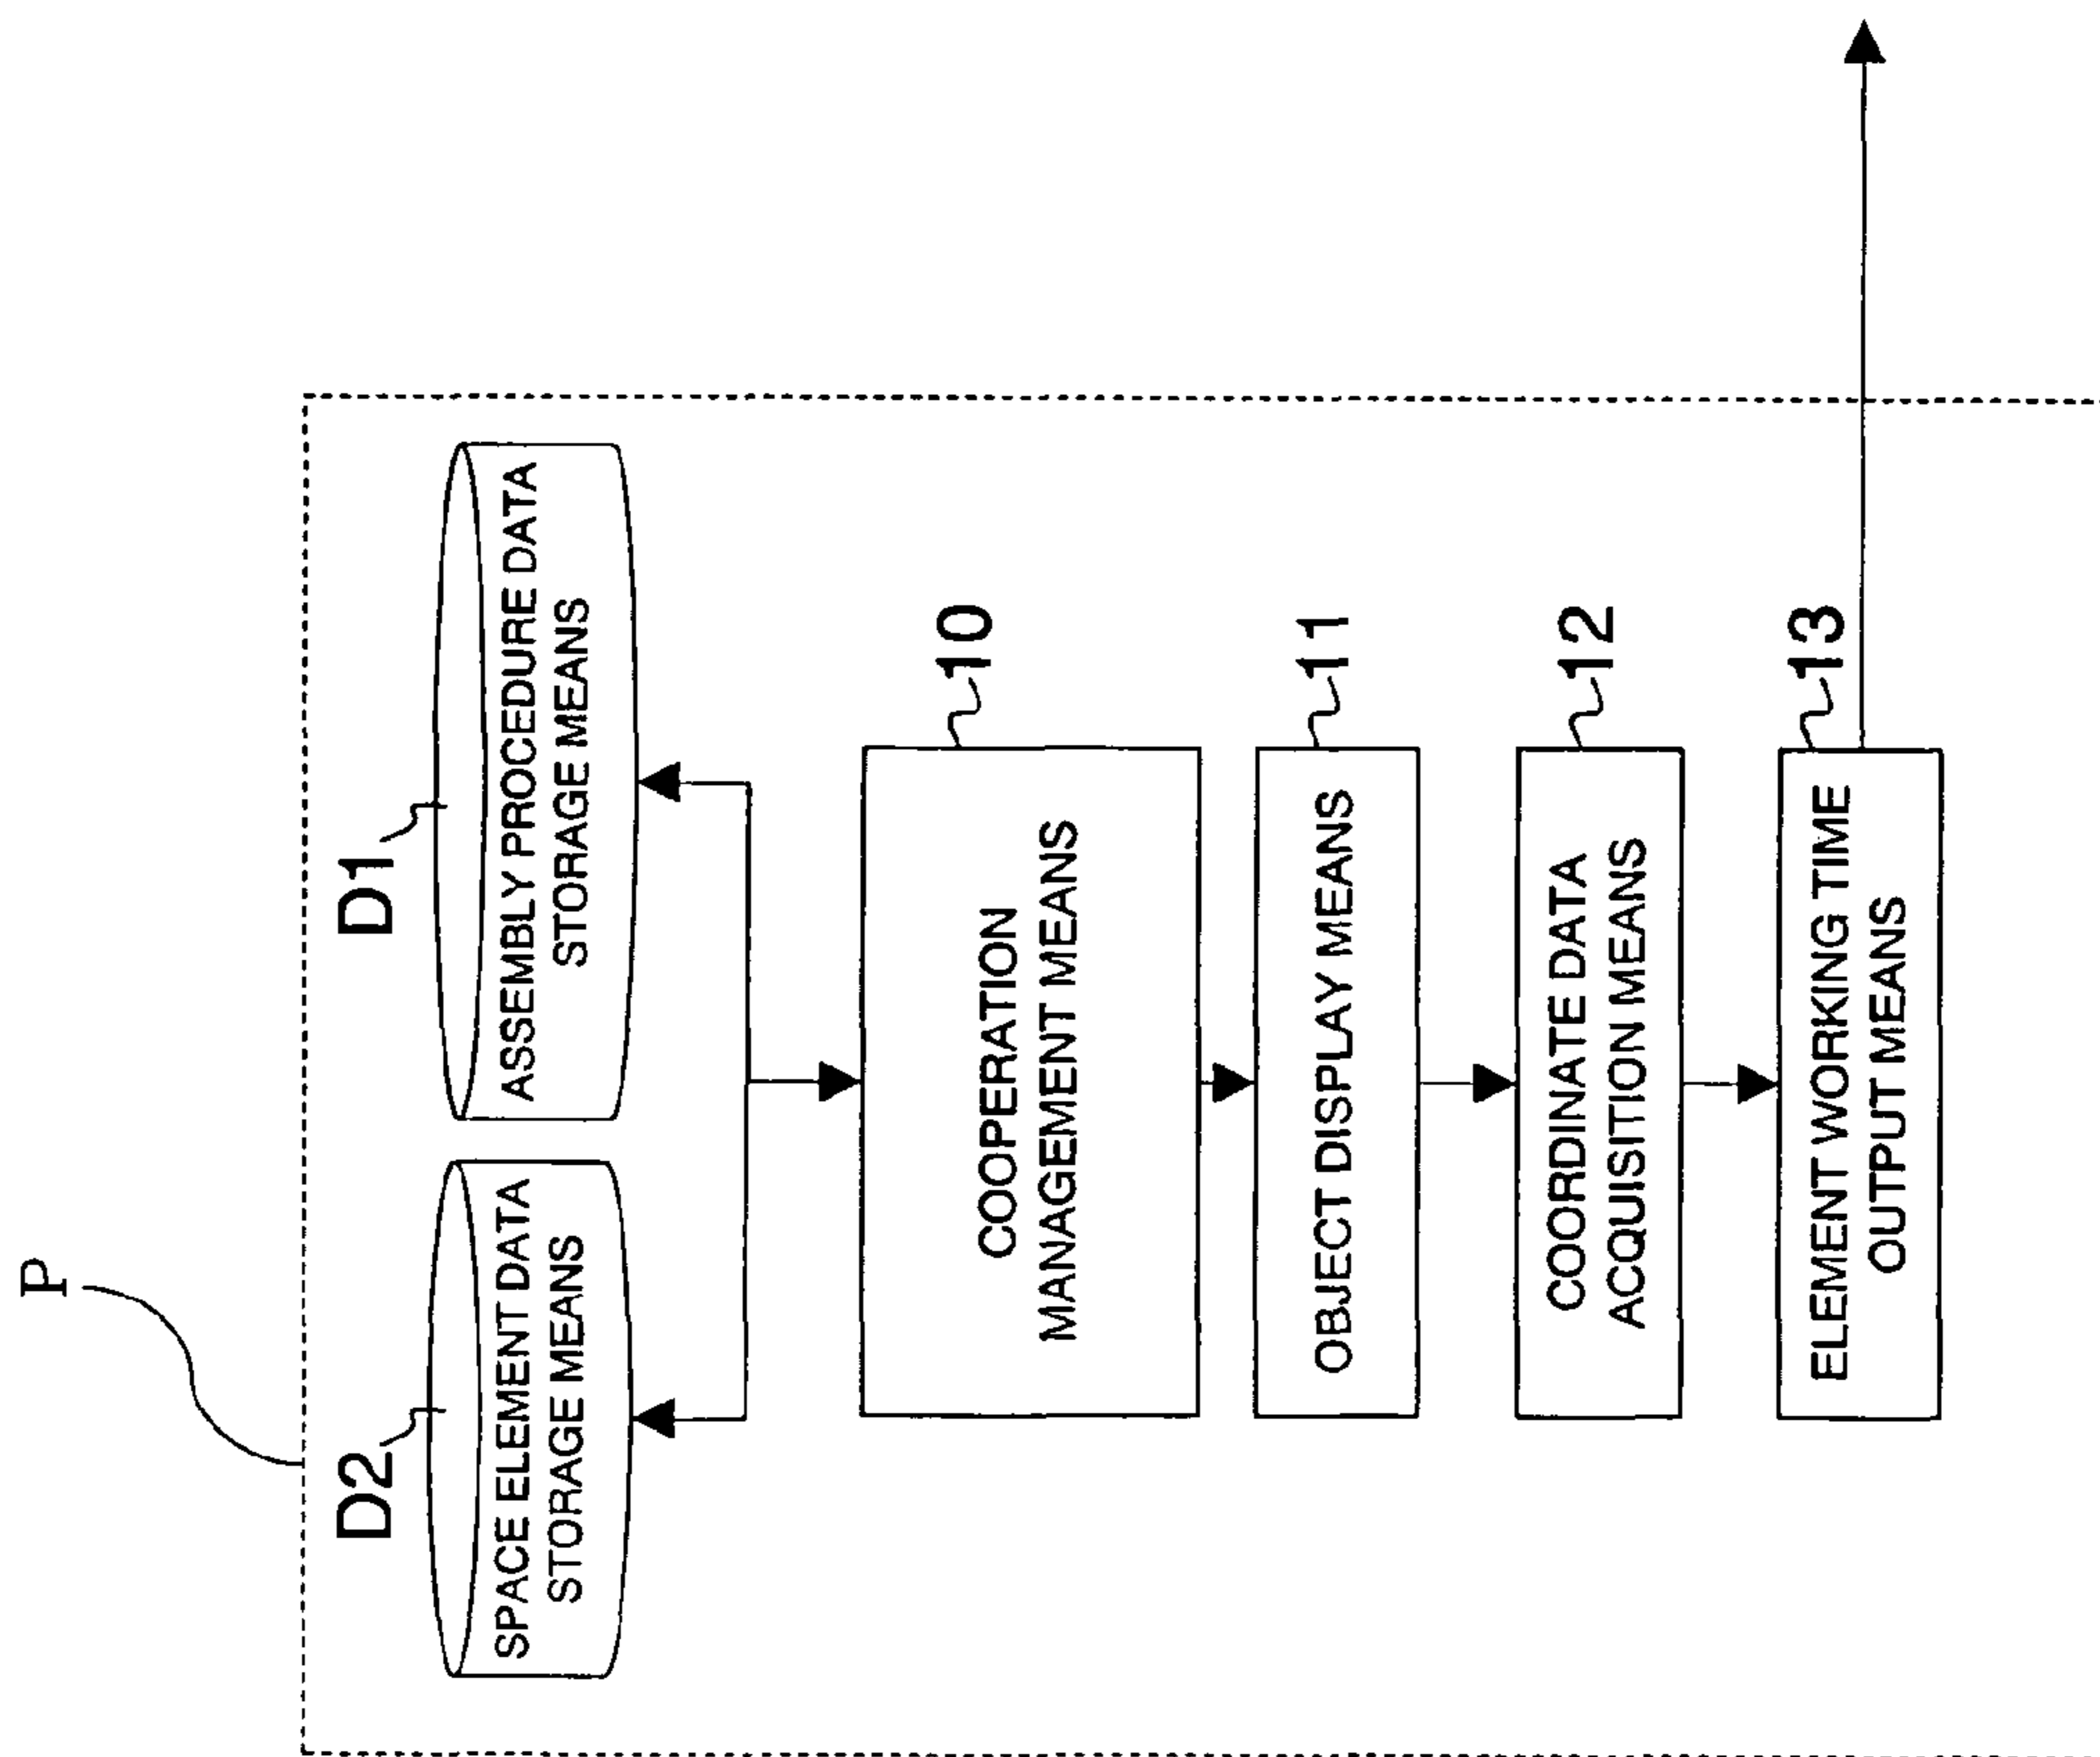 P
D2
D1
SPACE ELEMENT DATA
STORAGE MEANS
ASSEMBLY PROCEDURE DATA
STORAGE MEANS
10
COOPERATION
MANAGEMENT MEANS
11
OBJECT DISPLAY MEANS
12
COORDINATE DATA
ACQUISITION MEANS
13
ELEMENT WORKING TIME
OUTPUT MEANS